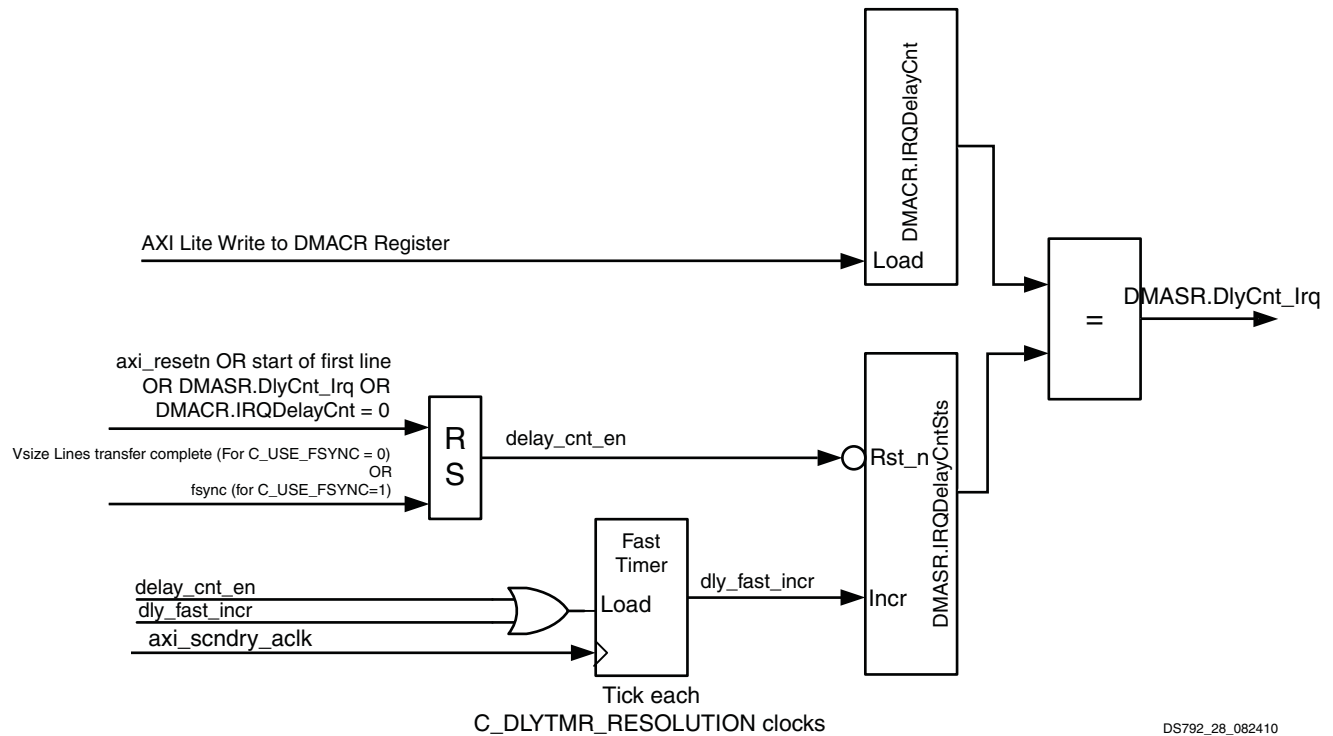 DMACR.IRQDelayCnt
AXI Lite Write to DMACR Register
Load
DMASR.DlyCnt_Irq
=
axi_resetn OR start of first line
OR DMASR.DlyCnt_Irq OR
DMACR.IRQDelayCnt = 0
R
S
delay_cnt_en
Rst_n
DMASR.IRQDelayCntSts
Vsize Lines transfer complete (For C_USE_FSYNC = 0)
OR
fsync (for C_USE_FSYNC=1)
Fast
Timer
delay_cnt_en
dly_fast_incr
axi_scndry_aclk
Load
dly_fast_incr
Incr
Tick each
C_DLYTMR_RESOLUTION clocks
DS792_28_082410